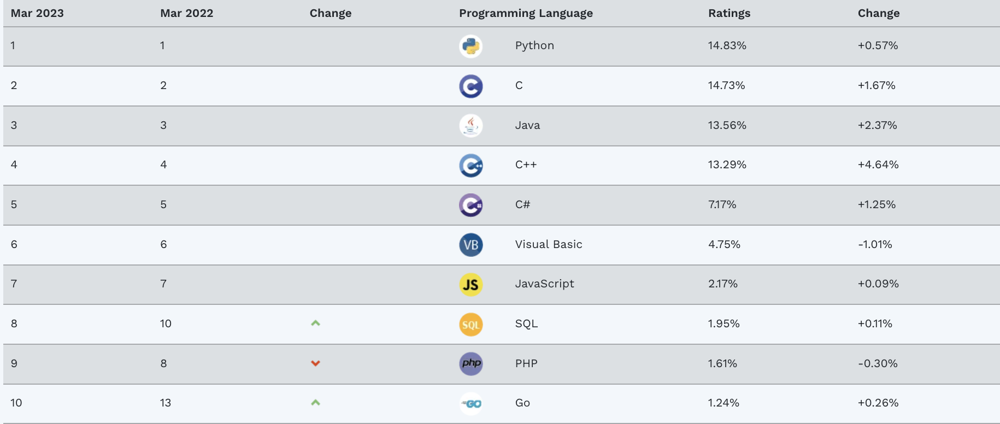 Mar 2023 Mar 2022 Change Programming Language Ratings Change
1 1 Python 14.83% +0.57%
2 2 C C 14.73% +1.67%
3 3 Java 13.56% +2.37%
4 4 C++ C++ 13.29% +4.64%
5 5 C# C# 7.17% +1.25%
6 6 VB Visual Basic 4.75% -1.01%
7 7 JS JavaScript 2.17% +0.09%
8 10 SQL SQL 1.95% +0.11%
9 8 php PHP 1.61% -0.30%
10 13 GO Go 1.24% +0.26%